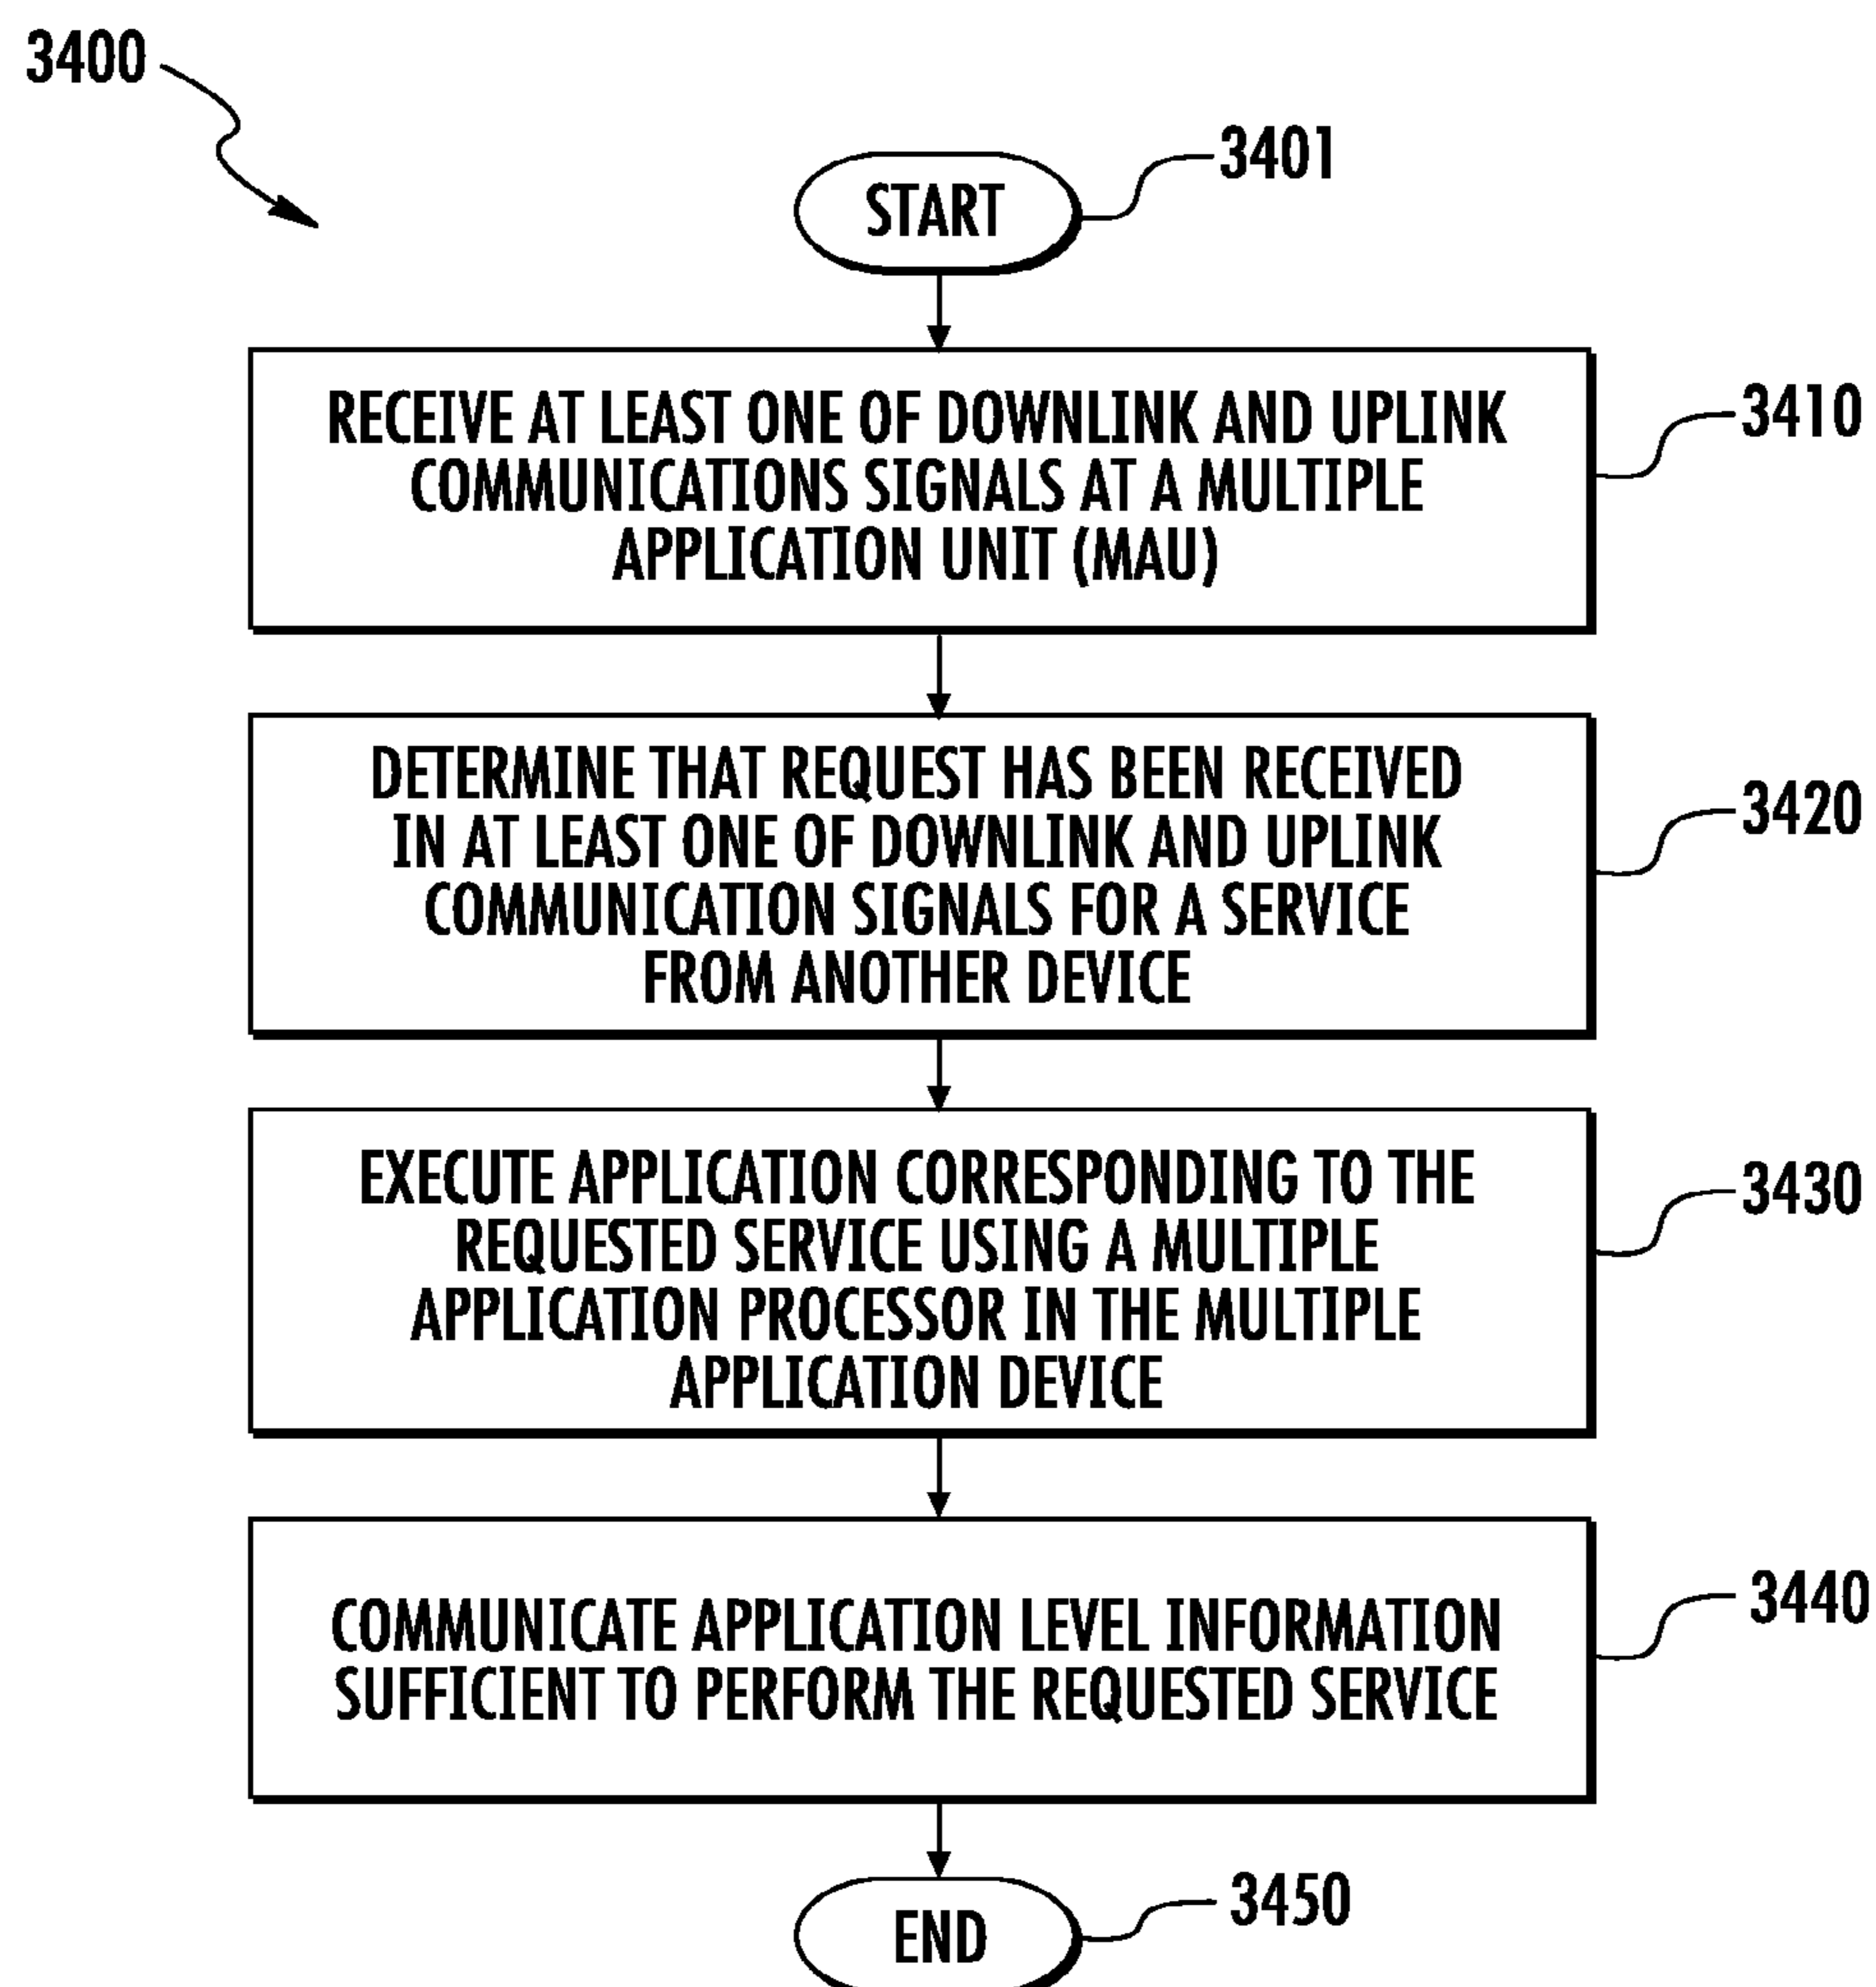 3400
START
3401
RECEIVE AT LEAST ONE OF DOWNLINK AND UPLINK
COMMUNICATIONS SIGNALS AT A MULTIPLE
APPLICATION UNIT (MAU)
3410
DETERMINE THAT REQUEST HAS BEEN RECEIVED
IN AT LEAST ONE OF DOWNLINK AND UPLINK
COMMUNICATION SIGNALS FOR A SERVICE
FROM ANOTHER DEVICE
3420
EXECUTE APPLICATION CORRESPONDING TO THE
REQUESTED SERVICE USING A MULTIPLE
APPLICATION PROCESSOR IN THE MULTIPLE
APPLICATION DEVICE
3430
COMMUNICATE APPLICATION LEVEL INFORMATION
SUFFICIENT TO PERFORM THE REQUESTED SERVICE
3440
END
3450